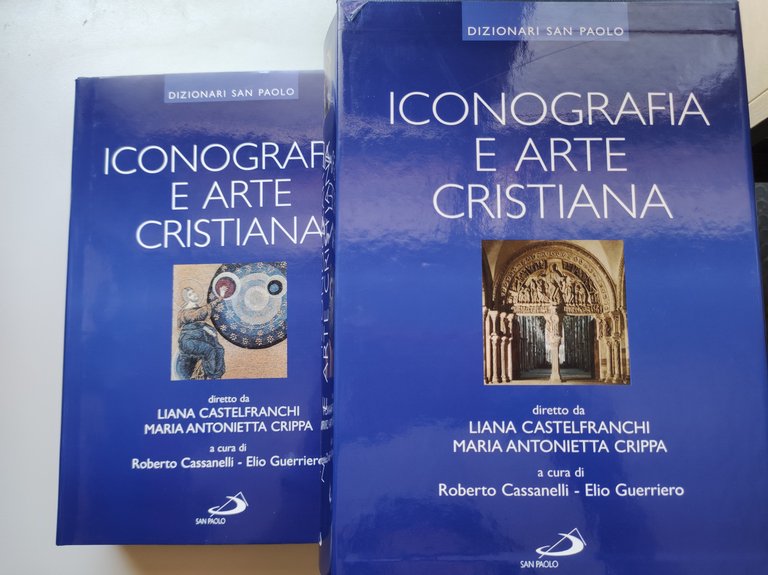 DIZIONARI SAN PAOLO
ICONOGRAFI
E ARTE
CRISTIANA
diretto da
LIANA CASTELFRANCHI
MARIA ANTONIETTA CRIPPA
a cura di
Roberto Cassanelli - Elio Guerriero
SAN PAOLO
DIZIONARI SAN PAOLO
ICONOGRAFIA
E ARTE
CRISTIANA
diretto da
LIANA CASTELFRANCHI
MARIA ANTONIETTA CRIPPA
a cura di
Roberto Cassanelli - Elio Guerriero
SAN PAOLO